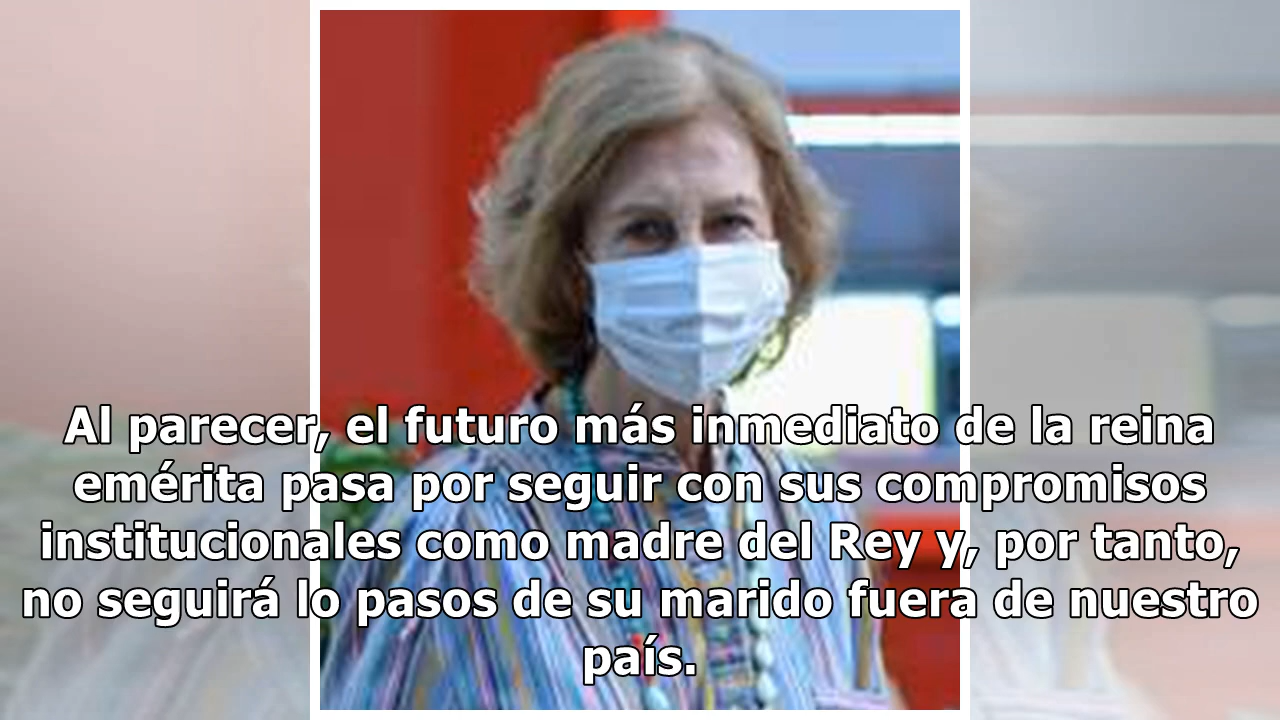 Al parecer, el futuro más inmediato de la reina
emérita pasa por seguir con sus compromisos
institucionales como madre del Rey y, por tanto,
no seguirá lo pasos de su marido fuera de nuestro
país.